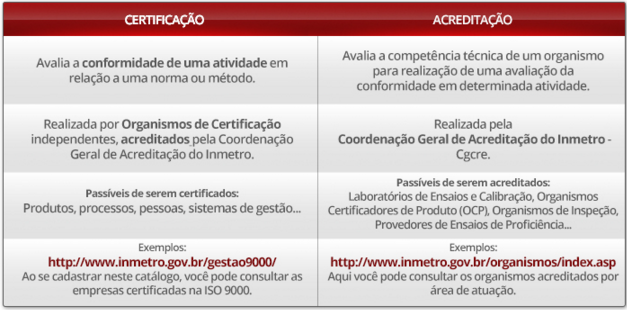 CERTIFICAÇÃO
Avalia a conformidade de uma atividade em
relação a uma norma ou método.
Realizada por Organismos de Certificação
independentes, acreditados pela Coordenação
Geral de Acreditação do Inmetro.
Passíveis de serem certificados:
Produtos, processos, pessoas, sistemas de gestão...
Exemplos:
http://www.inmetro.gov.br/gestao9000/
Ao se cadastrar neste catálogo, você pode consultar as
empresas certificadas na ISO 9000.
ACREDITAÇÃO
Avalia a competência técnica de um organismo
para realização de uma avaliação da
conformidade em determinada atividade.
Realizada pela
Coordenação Geral de Acreditação do Inmetro -
Cgcre.
Passíveis de serem acreditados:
Laboratórios de Ensaios e Calibração, Organismos
Certificadores de Produto (OCP), Organismos de Inspeção,
Provedores de Ensaios de Proficiência...
Exemplos:
http://www.inmetro.gov.br/organismos/index.asp
Aqui você pode consultar os organismos acreditados por
área de atuação.